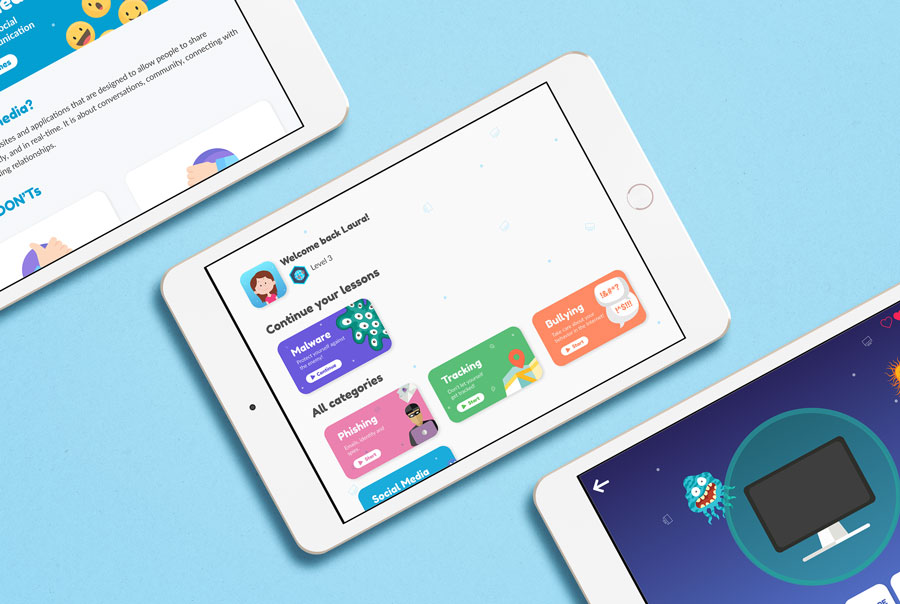 ocial
unication
nes
edia?
sites and applications that are designed to allow people to share
ly, and in real-time. It is about conversations, community, connecting with
ing relationships.
DON'Ts
Welcome back Laura!
Level 3
Continue your lessons
Malware
Protect yourself against
the enemy!
Continue
All categories
Phishing
Emails, identity and
Start
Tracking
Don't let yourself
get tracked!
Start
Bullying
Take care about your
behavior in the Internet
Start
!&#*?
!*$!!!
Social Media